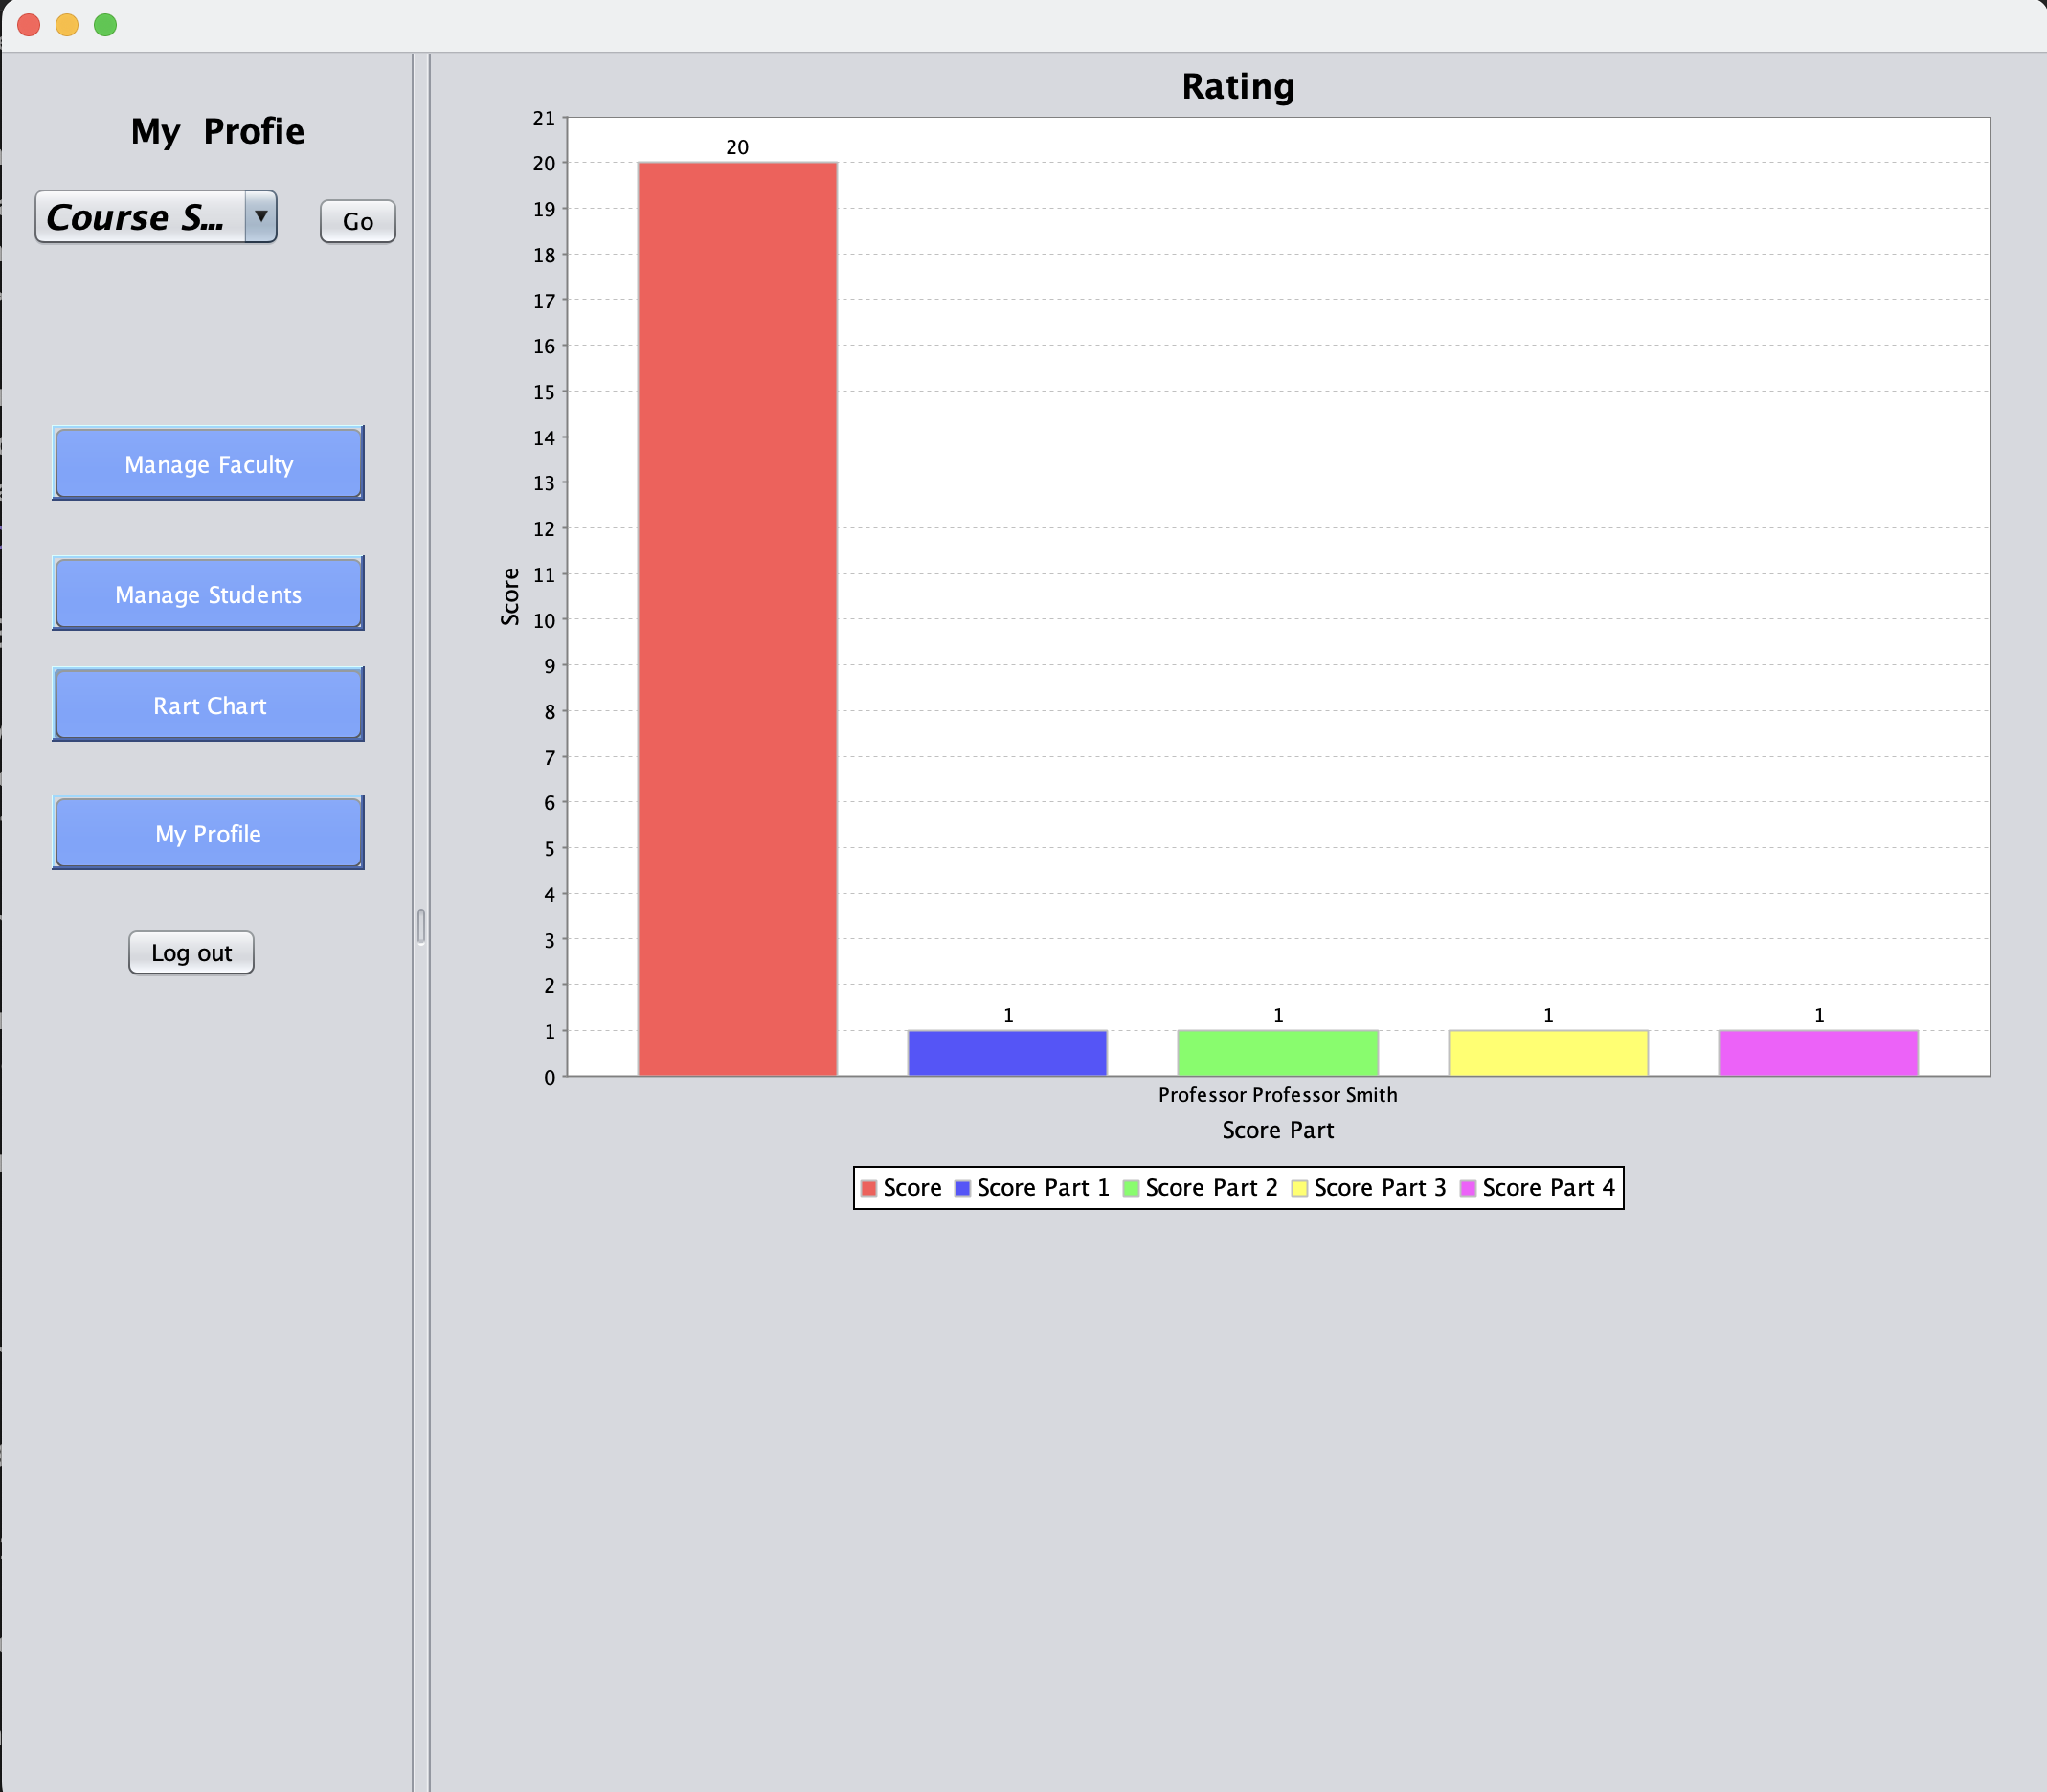 My Profie
Course S...
Go
Manage Faculty
Manage Students
Rart Chart
My Profile
Log out
Rating
21
20
19
18
17
16
15
14
13
12
11
10
9
8
7
6
5
4
3
2
1
0
Score
20
1
1
1
1
Professor Professor Smith
Score Part
Score Score Part 1 Score Part 2 Score Part 3 Score Part 4